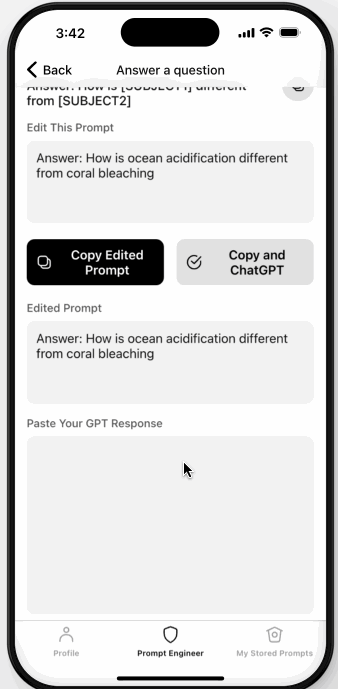 3:42
Back
Answer a question
Answer: How is [SUBJECT1] different
from [SUBJECT2]
Edit This Prompt
Answer: How is ocean acidification different
from coral bleaching
Copy Edited
Prompt
Copy and
ChatGPT
Edited Prompt
Answer: How is ocean acidification different
from coral bleaching
Paste Your GPT Response
Profile
Prompt Engineer
My Stored Prompts